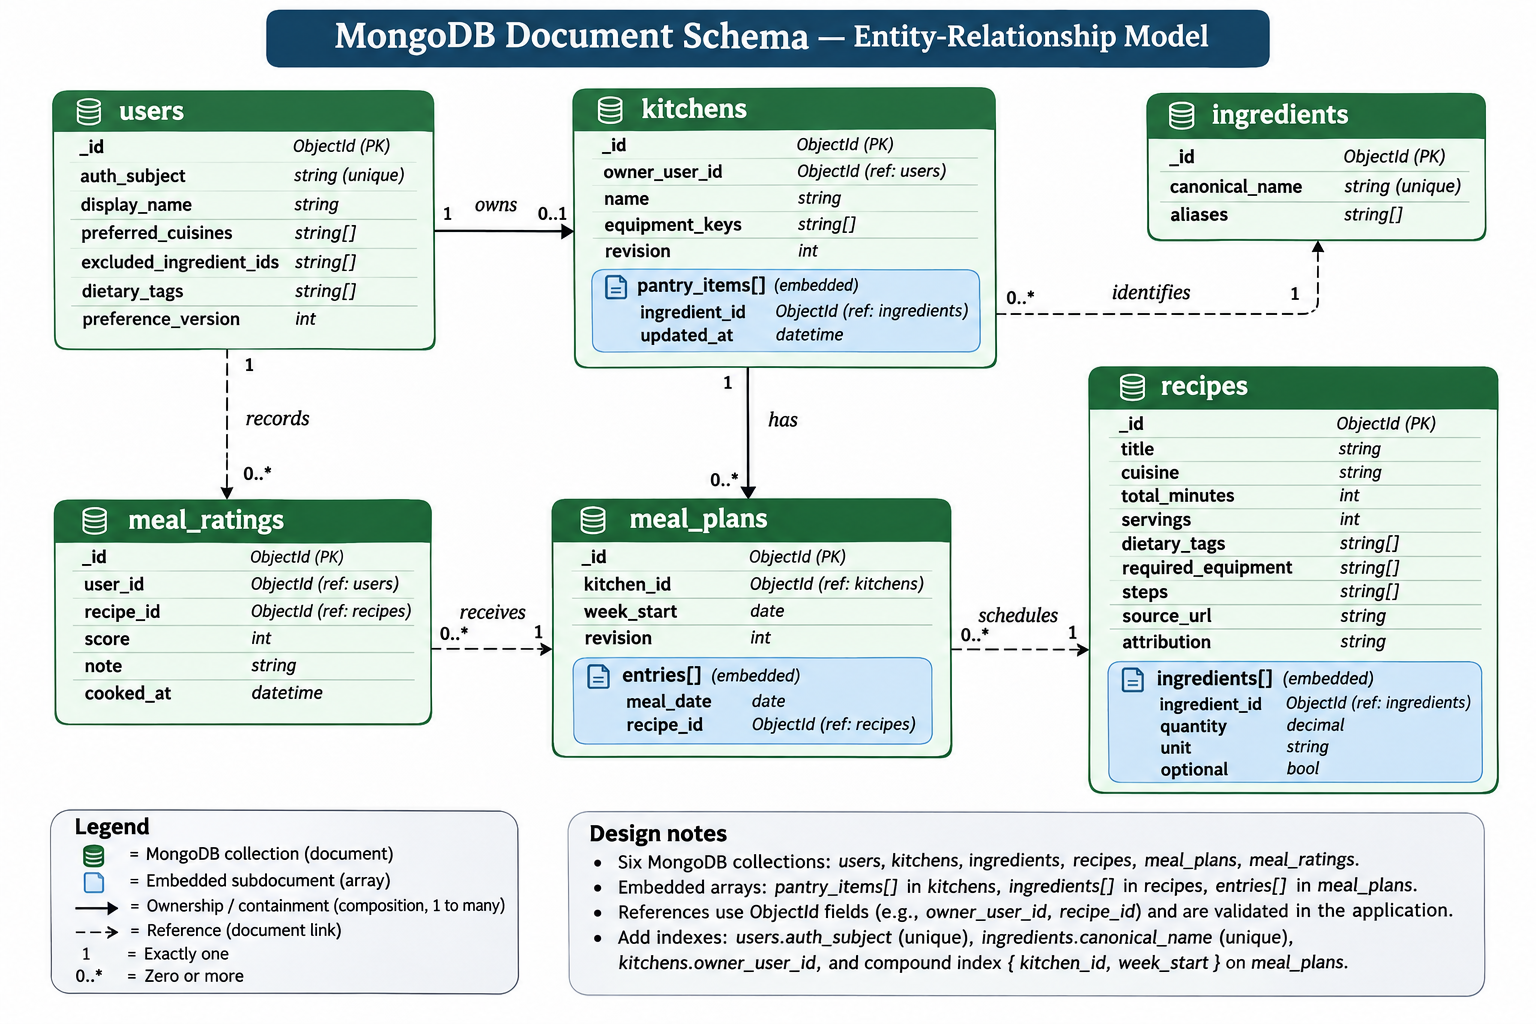 MongoDB Document Schema — Entity-Relationship Model
users
_id ObjectId (PK)
auth_subject string (unique)
display_name string
preferred_cuisines string[]
excluded_ingredient_ids string[]
dietary_tags string[]
preference_version int
1 owns 0..1
kitchens
_id ObjectId (PK)
owner_user_id ObjectId (ref: users)
name string
equipment_keys string[]
revision int
pantry_items[] (embedded)
ingredient_id ObjectId (ref: ingredients)
updated_at datetime
0..* identifies 1
ingredients
_id ObjectId (PK)
canonical_name string (unique)
aliases string[]
1
records
0..*
1
has
0..*
meal_ratings
_id ObjectId (PK)
user_id ObjectId (ref: users)
recipe_id ObjectId (ref: recipes)
score int
note string
cooked_at datetime
receives
0..* 1
meal_plans
_id ObjectId (PK)
kitchen_id ObjectId (ref: kitchens)
week_start date
revision int
entries[] (embedded)
meal_date date
recipe_id ObjectId (ref: recipes)
schedules
0..* 1
recipes
_id ObjectId (PK)
title string
cuisine string
total_minutes int
servings int
dietary_tags string[]
required_equipment string[]
steps string[]
source_url string
attribution string
ingredients[] (embedded)
ingredient_id ObjectId (ref: ingredients)
quantity decimal
unit string
optional bool
Legend
= MongoDB collection (document)
= Embedded subdocument (array)
= Ownership / containment (composition, 1 to many)
= Reference (document link)
1 = Exactly one
0..* = Zero or more
Design notes
• Six MongoDB collections: users, kitchens, ingredients, recipes, meal_plans, meal_ratings.
• Embedded arrays: pantry_items[] in kitchens, ingredients[] in recipes, entries[] in meal_plans.
• References use ObjectId fields (e.g., owner_user_id, recipe_id) and are validated in the application.
• Add indexes: users.auth_subject (unique), ingredients.canonical_name (unique),
kitchens.owner_user_id, and compound index { kitchen_id, week_start } on meal_plans.